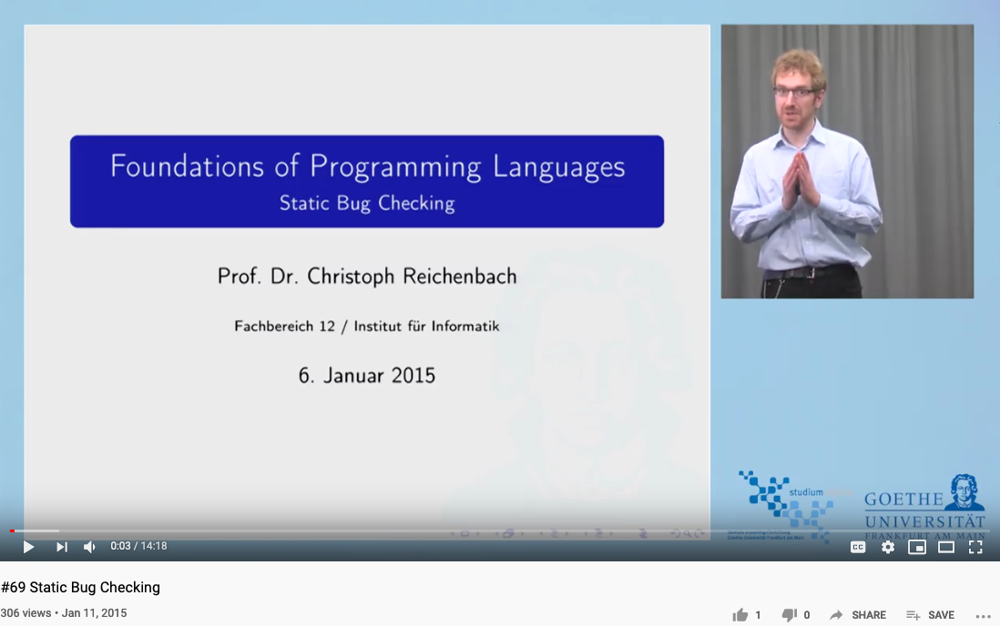 Foundations of Programming Languages
Static Bug Checking
Prof. Dr. Christoph Reichenbach
Fachbereich 12 / Institut für Informatik
6. Januar 2015
studium
GOETHE
UNIVERSITÄT
FRANKFURT AM MAIN
0:03 / 14:18
CC
#69 Static Bug Checking
306 views • Jan 11, 2015
1
0
SHARE
SAVE